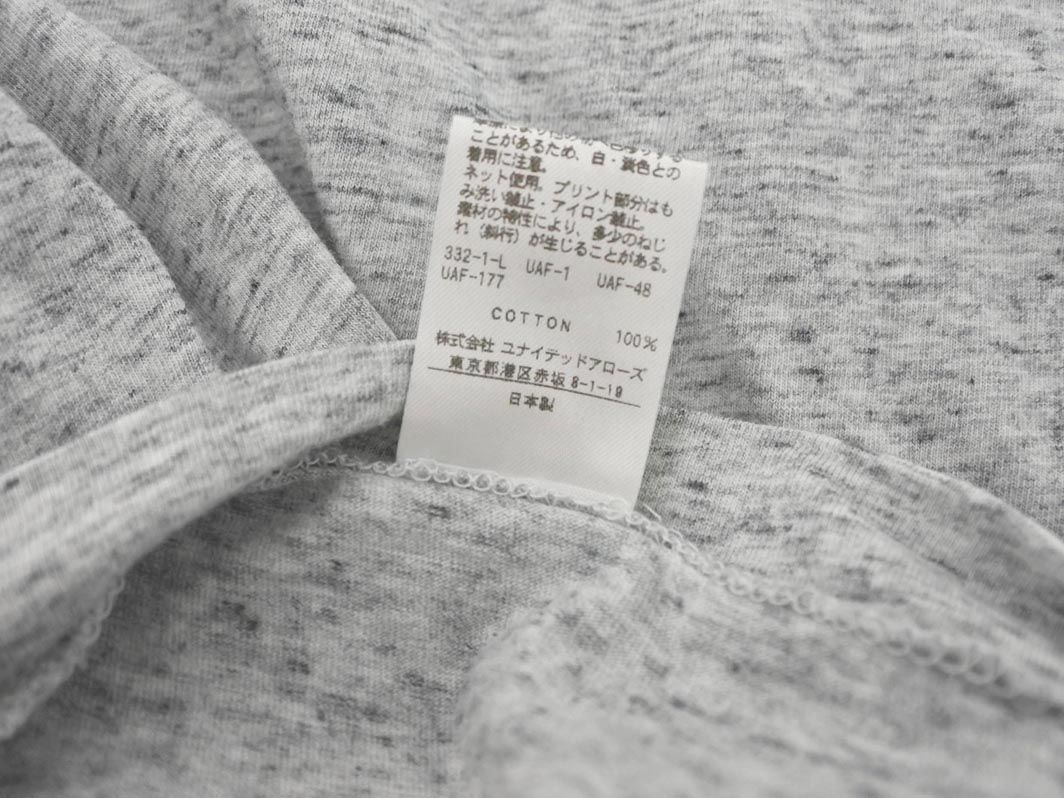 ことがあるため、白・淡色との
着用に注意。
ネット使用。プリント部分はも
み洗い禁止・アイロン禁止。
素材の特性により、多少のねじ
れ（斜行）が生じることがある。
332-1-L UAF-1 UAF-48
UAF-177
COTTON 100%
株式会社 ユナイテッドアローズ
東京都港区赤坂 8-1-19
日本製